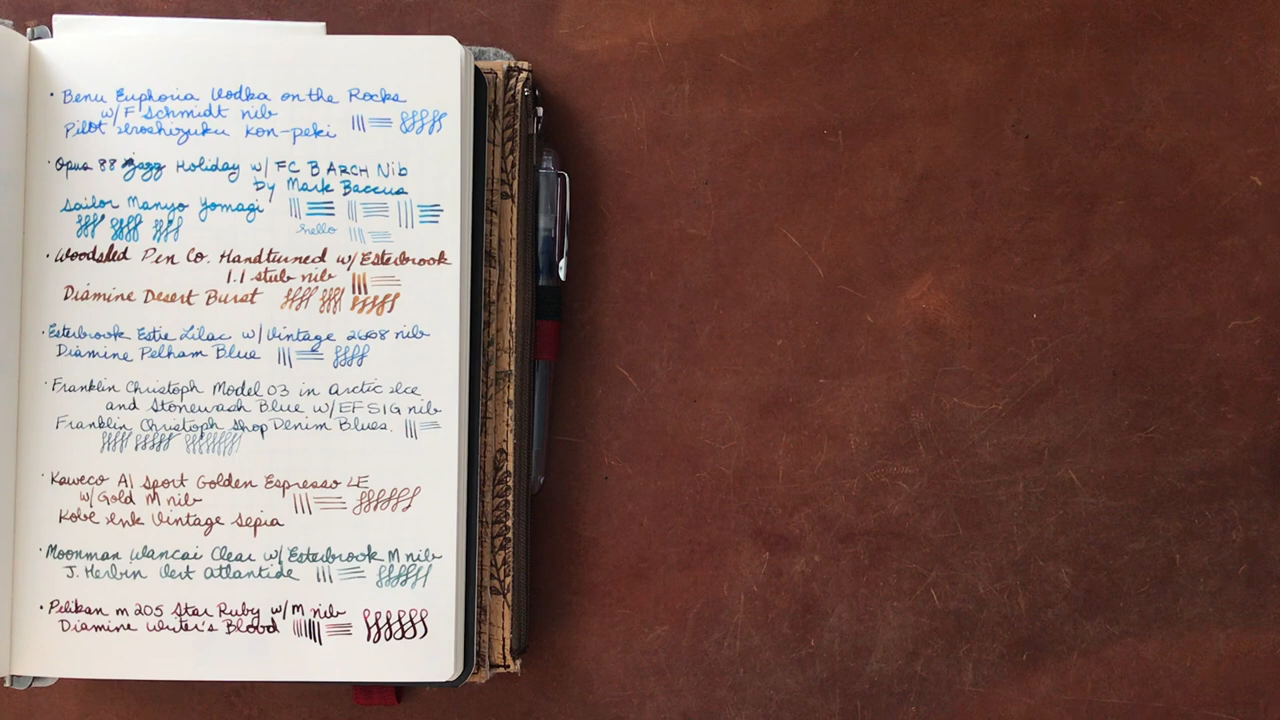 • Benu Euphoria Vodka on the Rocks
w/F Schmidt nib
Pilot Iroshizuku Kon-peki
• Opus 88 Jazz Holiday w/ FC B ARCH Nib
by Mark Baccus
Sailor Manyo Yomogi
hello
• Woodshed Pen Co. Handturned w/ Esterbrook
1.1 stub nib
Diamine Desert Burst
• Esterbrook Estie Lilac w/ Vintage 2668 nib
Diamine Pelham Blue
• Franklin Christoph Model 03 in Arctic Ice
and Stonewash Blue w/ EF SIG nib
Franklin Christoph Shop Denim Blues.
• Kaweco Al Sport Golden Espresso LE
w/ Gold M nib
Kobe Ink Vintage Sepia
• Moonman Wancai Clear w/ Esterbrook M nib
J. Herbin Vert Atlantide
• Pelikan m205 Star Ruby w/ M nib
Diamine Writer's Blood